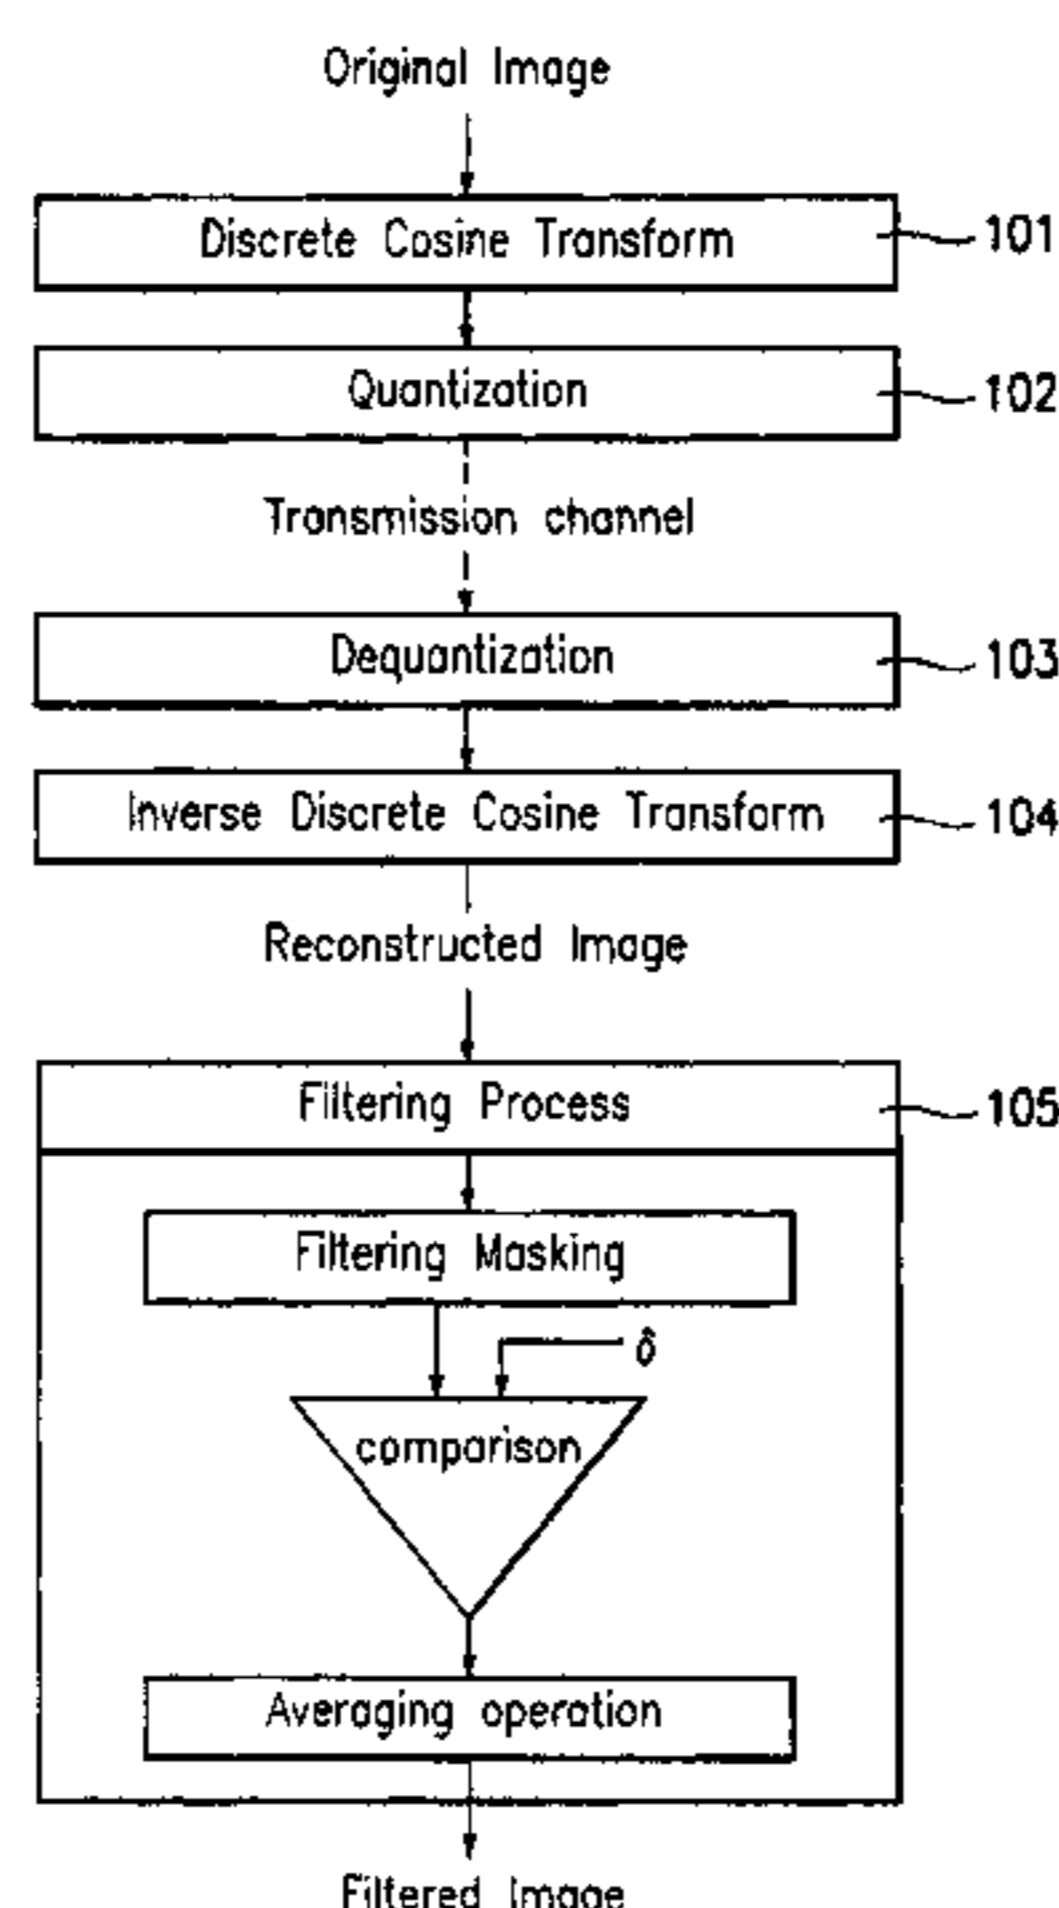 Original Image
Discrete Cosine Transform 101
Quantization 102
Transmission channel
Dequantization 103
Inverse Discrete Cosine Transform 104
Reconstructed Image
Filtering Process 105
Filtering Masking
δ
comparison
Averaging operation
Filtered Image